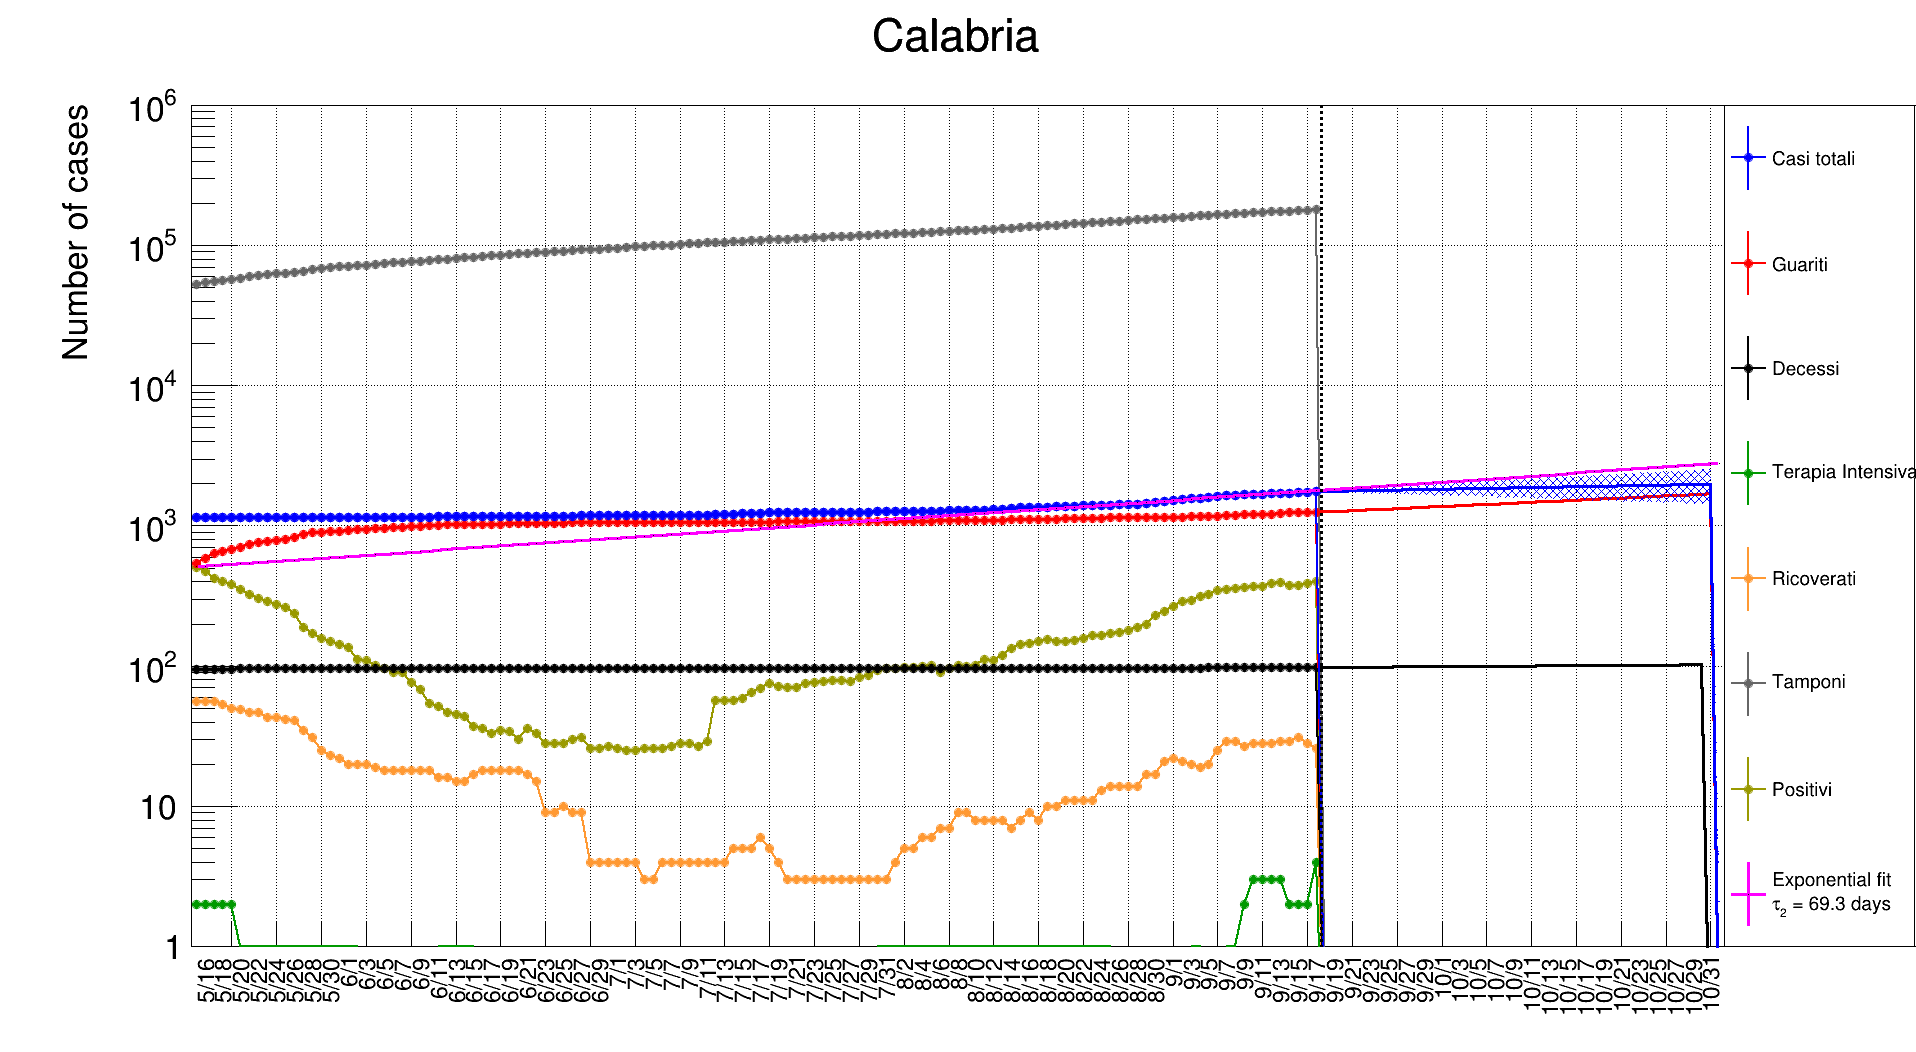 Calabria
Number of cases
10^6
10^5
10^4
10^3
10^2
10
1
5/16 5/18 5/20 5/22 5/24 5/26 5/28 5/30 6/1 6/3 6/5 6/7 6/9 6/11 6/13 6/15 6/17 6/19 6/21 6/23 6/25 6/27 6/29 7/1 7/3 7/5 7/7 7/9 7/11 7/13 7/15 7/17 7/19 7/21 7/23 7/25 7/27 7/29 7/31 8/2 8/4 8/6 8/8 8/10 8/12 8/14 8/16 8/18 8/20 8/22 8/24 8/26 8/28 8/30 9/1 9/3 9/5 9/7 9/9 9/11 9/13 9/15 9/17 9/19 9/21 9/23 9/25 9/27 9/29 10/1 10/3 10/5 10/7 10/9 10/11 10/13 10/15 10/17 10/19 10/21 10/23 10/25 10/27 10/29 10/31
Casi totali
Guariti
Decessi
Terapia Intensiva
Ricoverati
Tamponi
Positivi
Exponential fit
τ₂ = 69.3 days